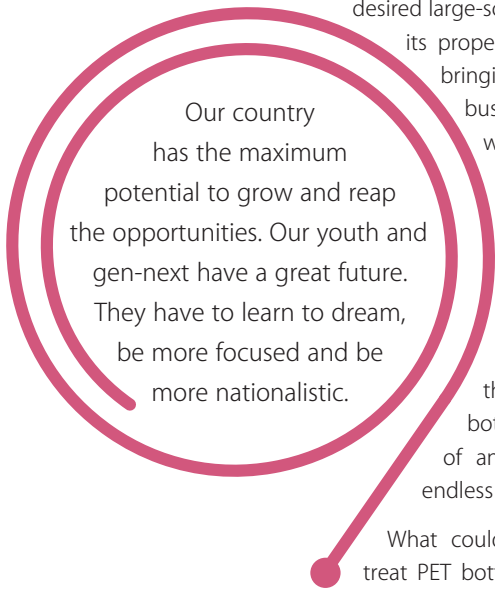 desired large-sc
its prope
bringi
bus
w
Our country
has the maximum
potential to grow and reap
the opportunities. Our youth and
gen-next have a great future.
They have to learn to dream,
be more focused and be
more nationalistic.
th
bot
of an
endless
What coul
treat PET bot